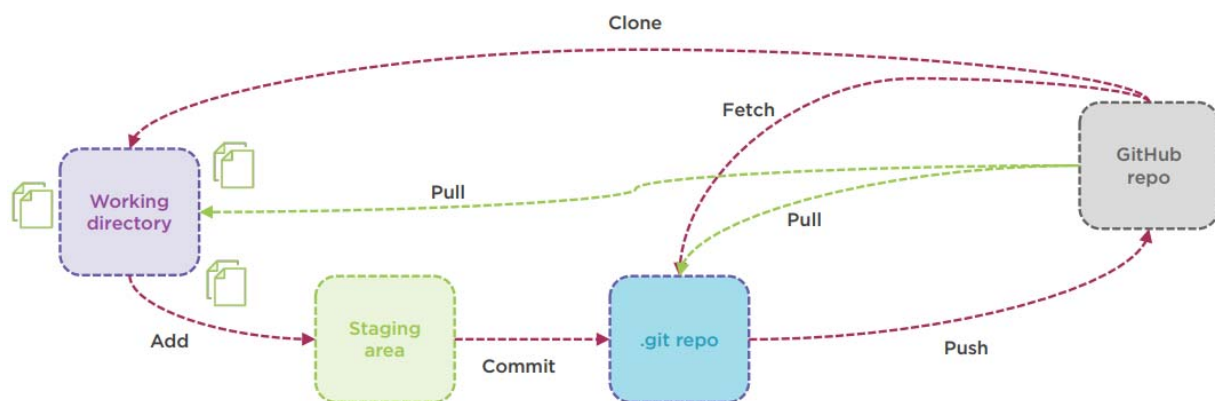 Clone
Fetch
GitHub
repo
Working
directory
Pull
Pull
Add
Staging
area
Commit
.git repo
Push